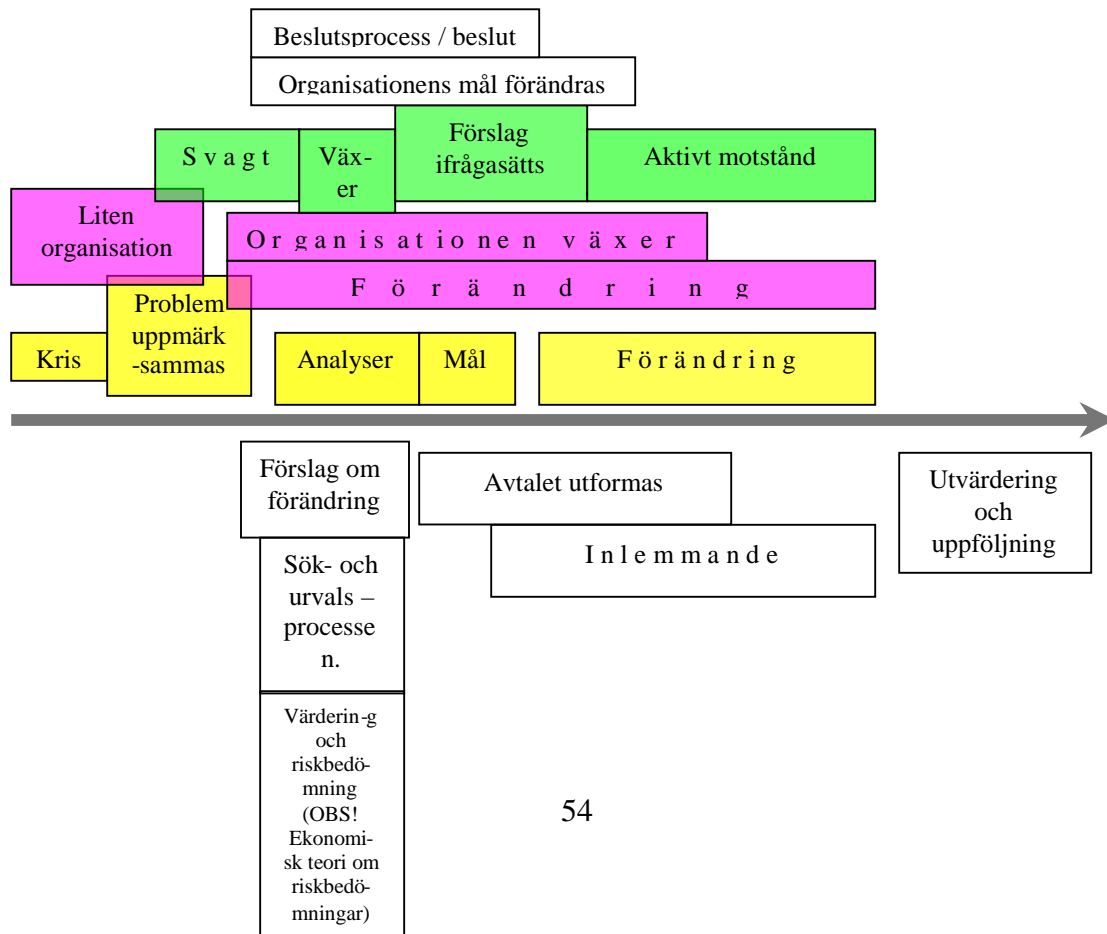 Beslutsprocess / beslut
Organisationens mål förändras
S v a g t
Väx-
er
Förslag
ifrågasätts
Aktivt motstånd
Liten
organisation
O r g a n i s a t i o n e n  v ä x e r
F ö r ä n d r i n g
Kris
Problem
uppmärk
-sammas
Analyser
Mål
F ö r ä n d r i n g
Förslag om
förändring
Avtalet utformas
Utvärdering
och
uppföljning
I n l e m m a n d e
Sök- och
urvals –
processe
n.
Värderin-g
och
riskbedö-
mning
(OBS!
Ekonomi-
sk teori om
riskbedö-
mningar)
54